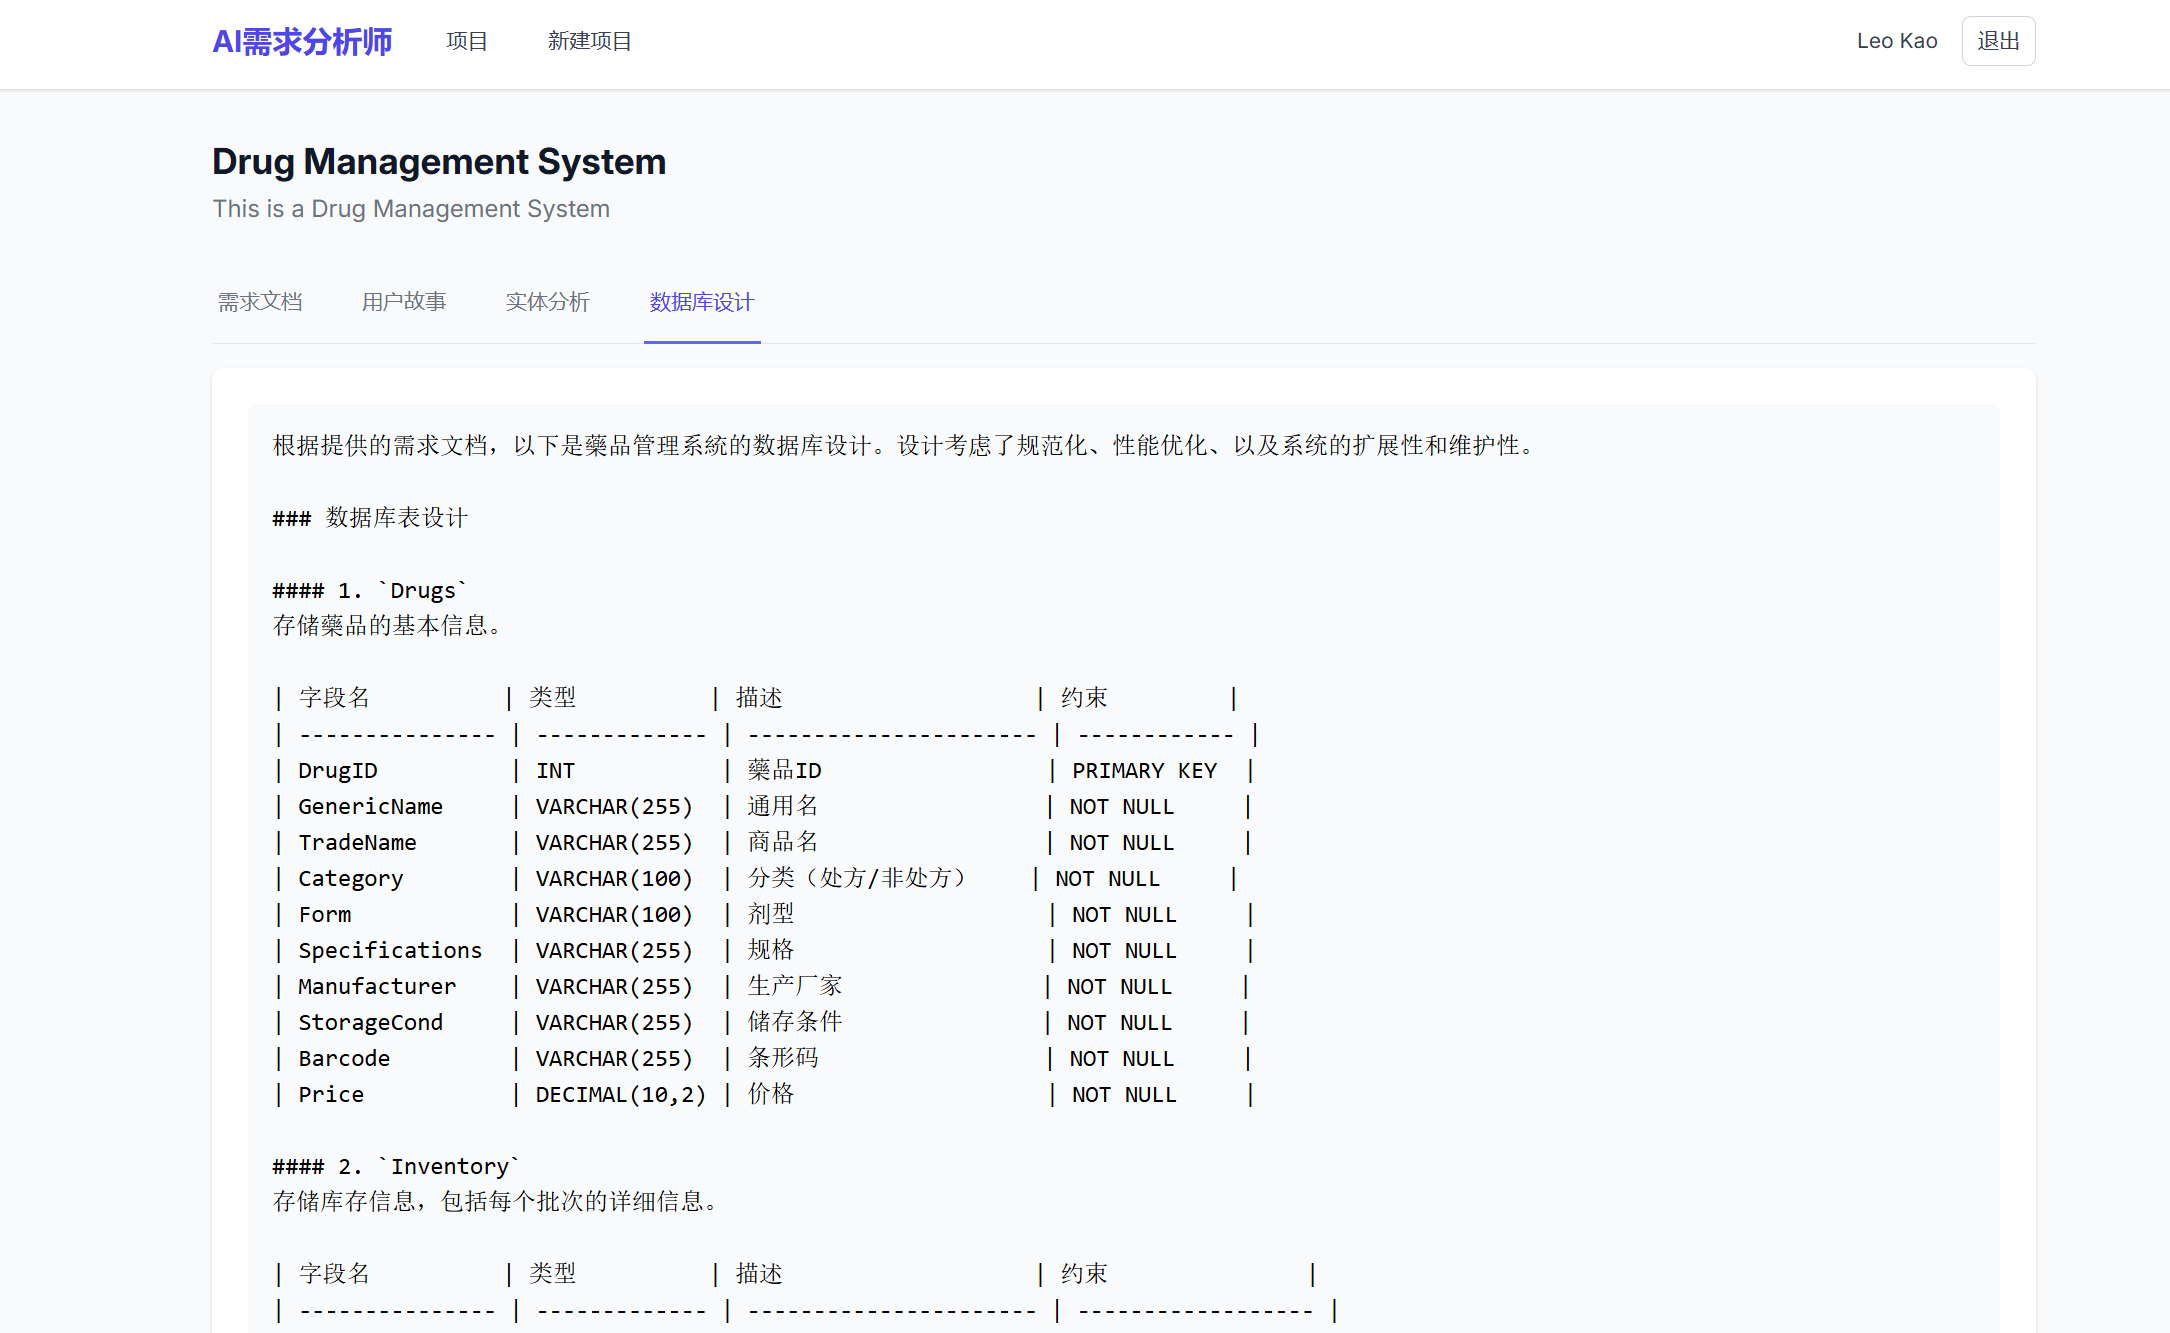 AI需求分析师 项目 新建项目 Leo Kao 退出
Drug Management System
This is a Drug Management System
需求文档 用户故事 实体分析 数据库设计
根据提供的需求文档，以下是藥品管理系統的数据库设计。设计考虑了规范化、性能优化、以及系统的扩展性和维护性。
### 数据库表设计
#### 1. `Drugs`
存储藥品的基本信息。
| 字段名 | 类型 | 描述 | 约束 |
| --------------- | ------------- | ---------------------- | ------------ |
| DrugID | INT | 藥品ID | PRIMARY KEY |
| GenericName | VARCHAR(255) | 通用名 | NOT NULL |
| TradeName | VARCHAR(255) | 商品名 | NOT NULL |
| Category | VARCHAR(100) | 分类（处方/非处方） | NOT NULL |
| Form | VARCHAR(100) | 剂型 | NOT NULL |
| Specifications | VARCHAR(255) | 规格 | NOT NULL |
| Manufacturer | VARCHAR(255) | 生产厂家 | NOT NULL |
| StorageCond | VARCHAR(255) | 储存条件 | NOT NULL |
| Barcode | VARCHAR(255) | 条形码 | NOT NULL |
| Price | DECIMAL(10,2) | 价格 | NOT NULL |
#### 2. `Inventory`
存储库存信息，包括每个批次的详细信息。
| 字段名 | 类型 | 描述 | 约束 |
| --------------- | ------------- | ---------------------- | ------------------ |